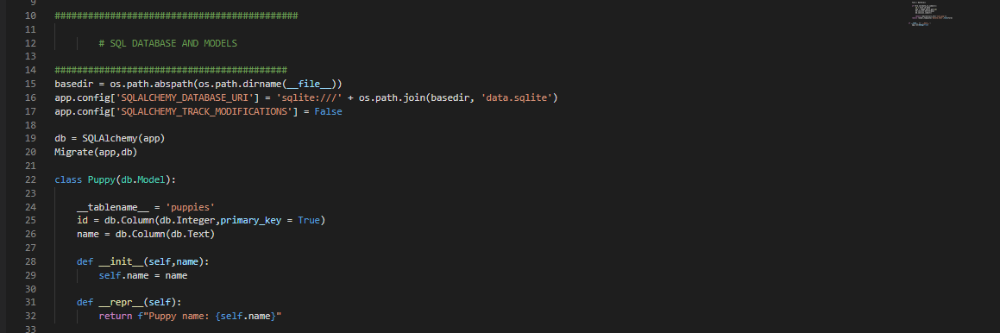 9
10 ############################################
11
12 # SQL DATABASE AND MODELS
13
14 ##########################################
15 basedir = os.path.abspath(os.path.dirname(__file__))
16 app.config['SQLALCHEMY_DATABASE_URI'] = 'sqlite:///' + os.path.join(basedir, 'data.sqlite')
17 app.config['SQLALCHEMY_TRACK_MODIFICATIONS'] = False
18
19 db = SQLAlchemy(app)
20 Migrate(app,db)
21
22 class Puppy(db.Model):
23
24 __tablename__ = 'puppies'
25 id = db.Column(db.Integer,primary_key = True)
26 name = db.Column(db.Text)
27
28 def __init__(self,name):
29 self.name = name
30
31 def __repr__(self):
32 return f"Puppy name: {self.name}"
33